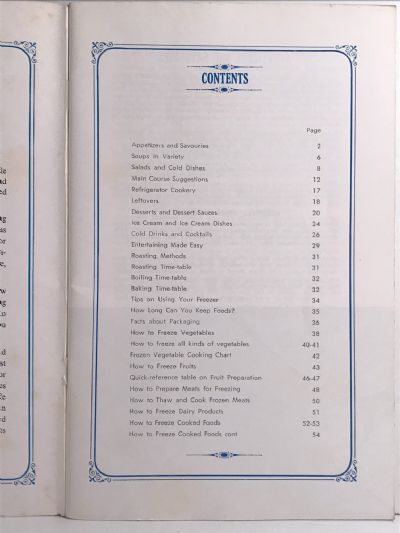 CONTENTS
Page
Appetizers and Savouries 2
Soups in Variety 6
Salads and Cold Dishes 8
Main Course Suggestions 12
Refrigerator Cookery 17
Leftovers 18
Desserts and Dessert Sauces 20
Ice Cream and Ice Cream Dishes 24
Cold Drinks and Cocktails 26
Entertaining Made Easy 29
Roasting Methods 31
Roasting Time-table 31
Boiling Time-table 32
Baking Time-table 32
Tips on Using Your Freezer 34
How Long Can You Keep Foods? 35
Facts about Packaging 36
How to Freeze Vegetables 38
How to freeze all kinds of vegetables 40-41
Frozen Vegetable Cooking Chart 42
How to Freeze Fruits 43
Quick-reference table on Fruit Preparation 46-47
How to Prepare Meats for Freezing 48
How to Thaw and Cook Frozen Meats 50
How to Freeze Dairy Products 51
How to Freeze Cooked Foods 52-53
How to Freeze Cooked Foods cont 54